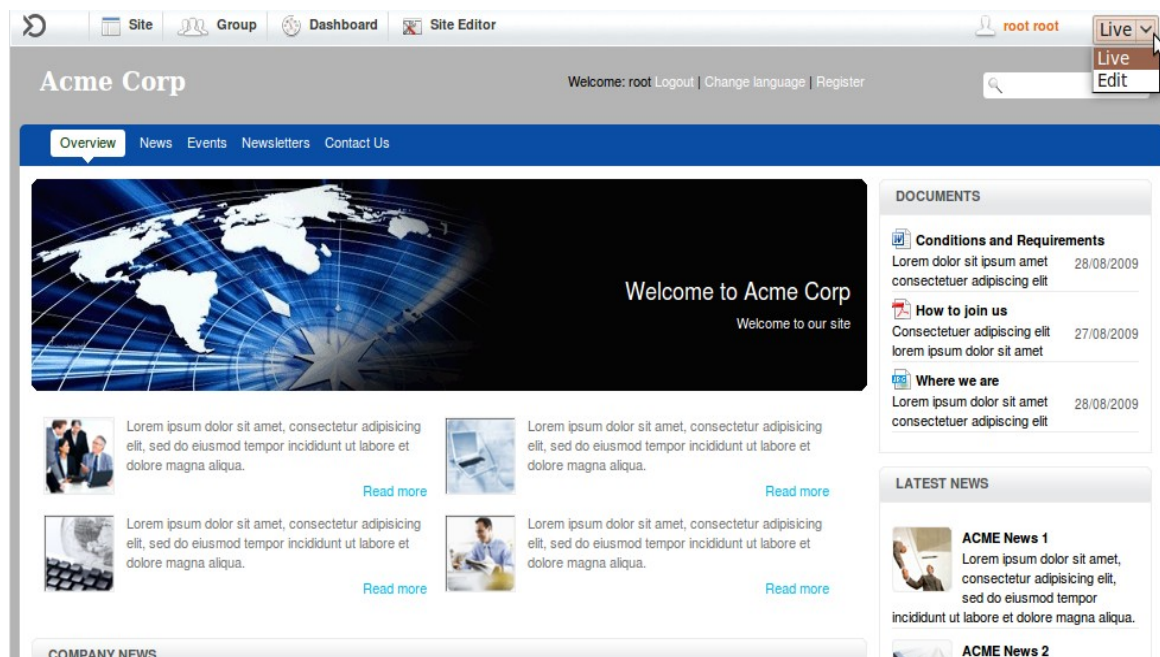 Site Group Dashboard Site Editor root root Live
Live
Edit
Acme Corp
Welcome: root Logout | Change language | Register
Overview News Events Newsletters Contact Us
Welcome to Acme Corp
Welcome to our site
Lorem ipsum dolor sit amet, consectetur adipisicing
elit, sed do eiusmod tempor incididunt ut labore et
dolore magna aliqua.
Read more
Lorem ipsum dolor sit amet, consectetur adipisicing
elit, sed do eiusmod tempor incididunt ut labore et
dolore magna aliqua.
Read more
Lorem ipsum dolor sit amet, consectetur adipisicing
elit, sed do eiusmod tempor incididunt ut labore et
dolore magna aliqua.
Read more
Lorem ipsum dolor sit amet, consectetur adipisicing
elit, sed do eiusmod tempor incididunt ut labore et
dolore magna aliqua.
Read more
COMPANY NEWS
DOCUMENTS
Conditions and Requirements
Lorem dolor sit ipsum amet
consectetuer adipiscing elit
28/08/2009
How to join us
Consectetuer adipiscing elit
lorem ipsum dolor sit amet
27/08/2009
Where we are
Lorem ipsum dolor sit amet
consectetuer adipiscing elit
28/08/2009
LATEST NEWS
ACME News 1
Lorem ipsum dolor sit amet,
consectetur adipisicing elit,
sed do eiusmod tempor
incididunt ut labore et dolore magna aliqua.
ACME News 2